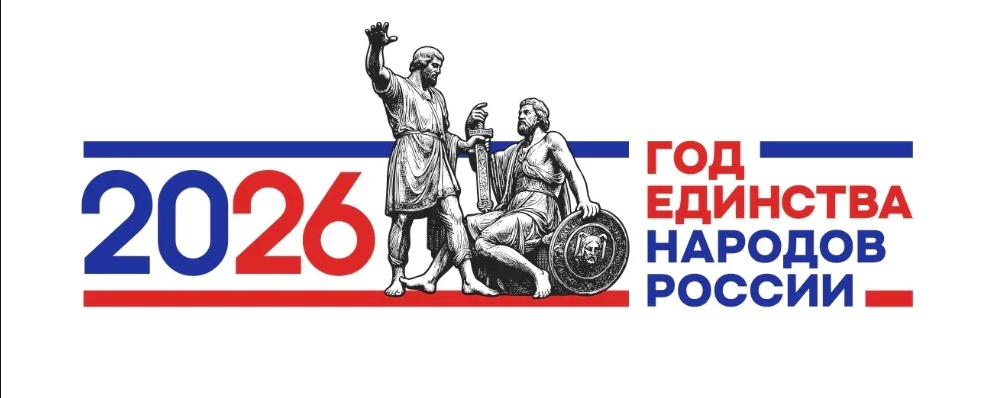 2026
ГОД
ЕДИНСТВА
НАРОДОВ
РОССИИ